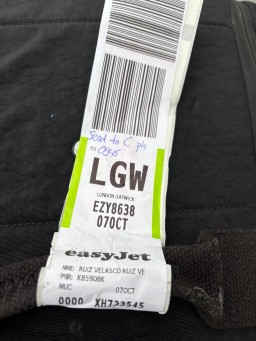 Send to C pls
LGW
LONDON GATWICK
EZY8638
07OCT
easyJet
NME: RUIZ VELASCO RUIZ VE
PNR: KB59DBK
MUC 07OCT
0000 XH723545